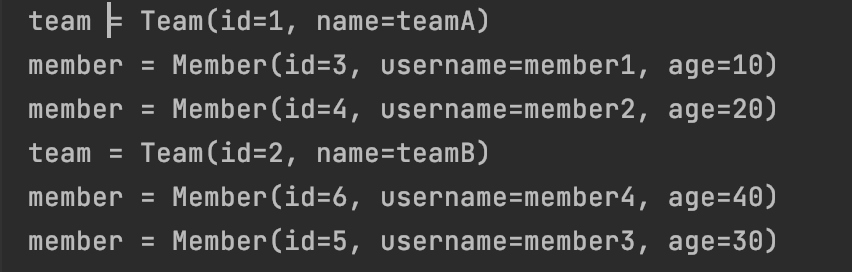 team = Team(id=1, name=teamA)
member = Member(id=3, username=member1, age=10)
member = Member(id=4, username=member2, age=20)
team = Team(id=2, name=teamB)
member = Member(id=6, username=member4, age=40)
member = Member(id=5, username=member3, age=30)